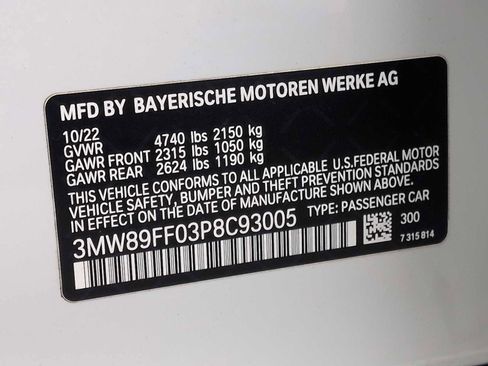 MFD BY BAYERISCHE MOTOREN WERKE AG
10/22
GVWR 4740 lbs 2150 kg
GAWR FRONT 2315 lbs 1050 kg
GAWR REAR 2624 lbs 1190 kg
THIS VEHICLE CONFORMS TO ALL APPLICABLE U.S.FEDERAL MOTOR
VEHICLE SAFETY, BUMPER AND THEFT PREVENTION STANDARDS
IN EFFECT ON THE DATE OF MANUFACTURE SHOWN ABOVE.
3MW89FF03P8C93005 TYPE: PASSENGER CAR
300
7 315 814